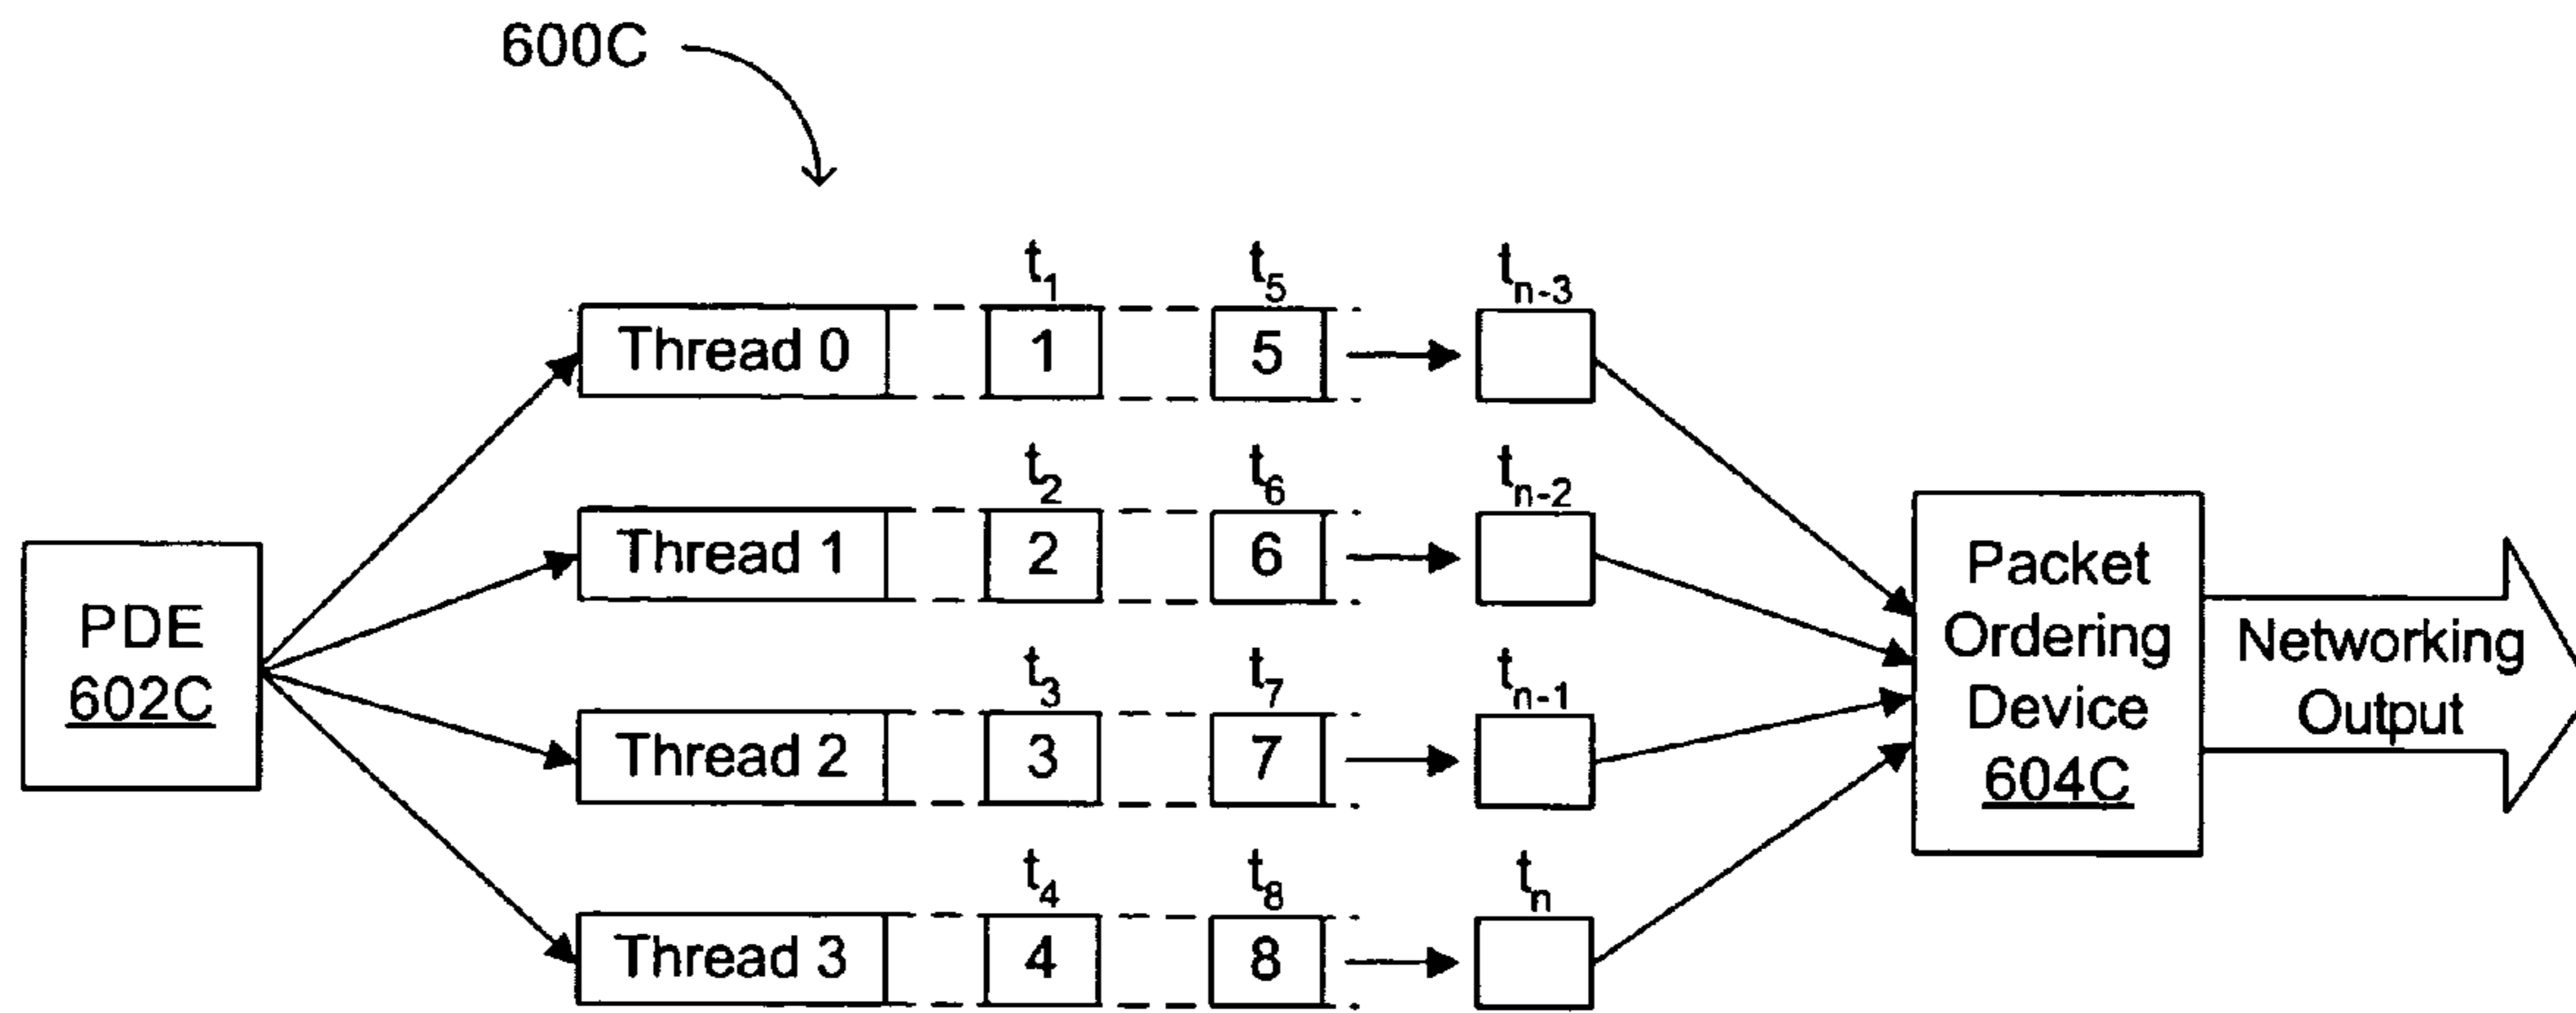 600C
t1 t5 tn-3
Thread 0 1 5
t2 t6 tn-2
Thread 1 2 6
t3 t7 tn-1
Thread 2 3 7
t4 t8 tn
Thread 3 4 8
PDE
602C
Packet
Ordering
Device
604C
Networking
Output